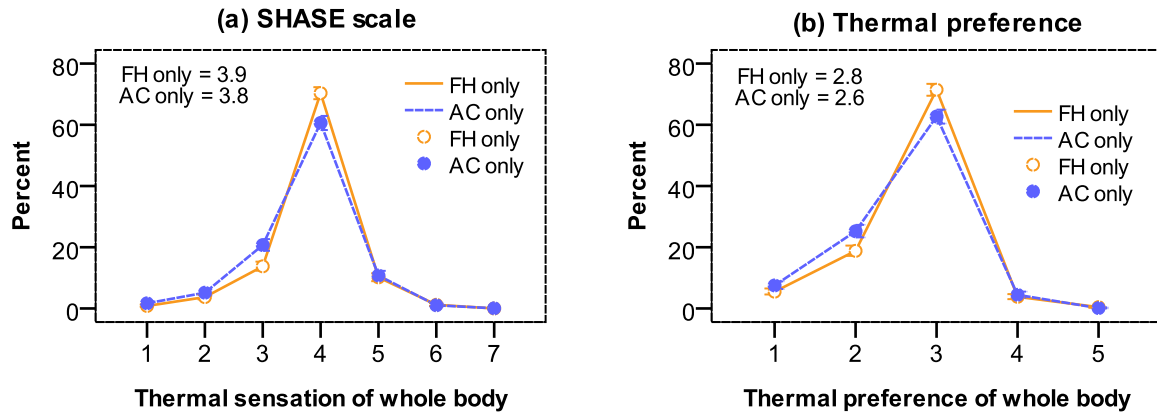 (a) SHASE scale
FH only = 3.9
AC only = 3.8
FH only
AC only
FH only
AC only
80
60
40
20
0
Percent
1 2 3 4 5 6 7
Thermal sensation of whole body
(b) Thermal preference
FH only = 2.8
AC only = 2.6
FH only
AC only
FH only
AC only
80
60
40
20
0
Percent
1 2 3 4 5
Thermal preference of whole body